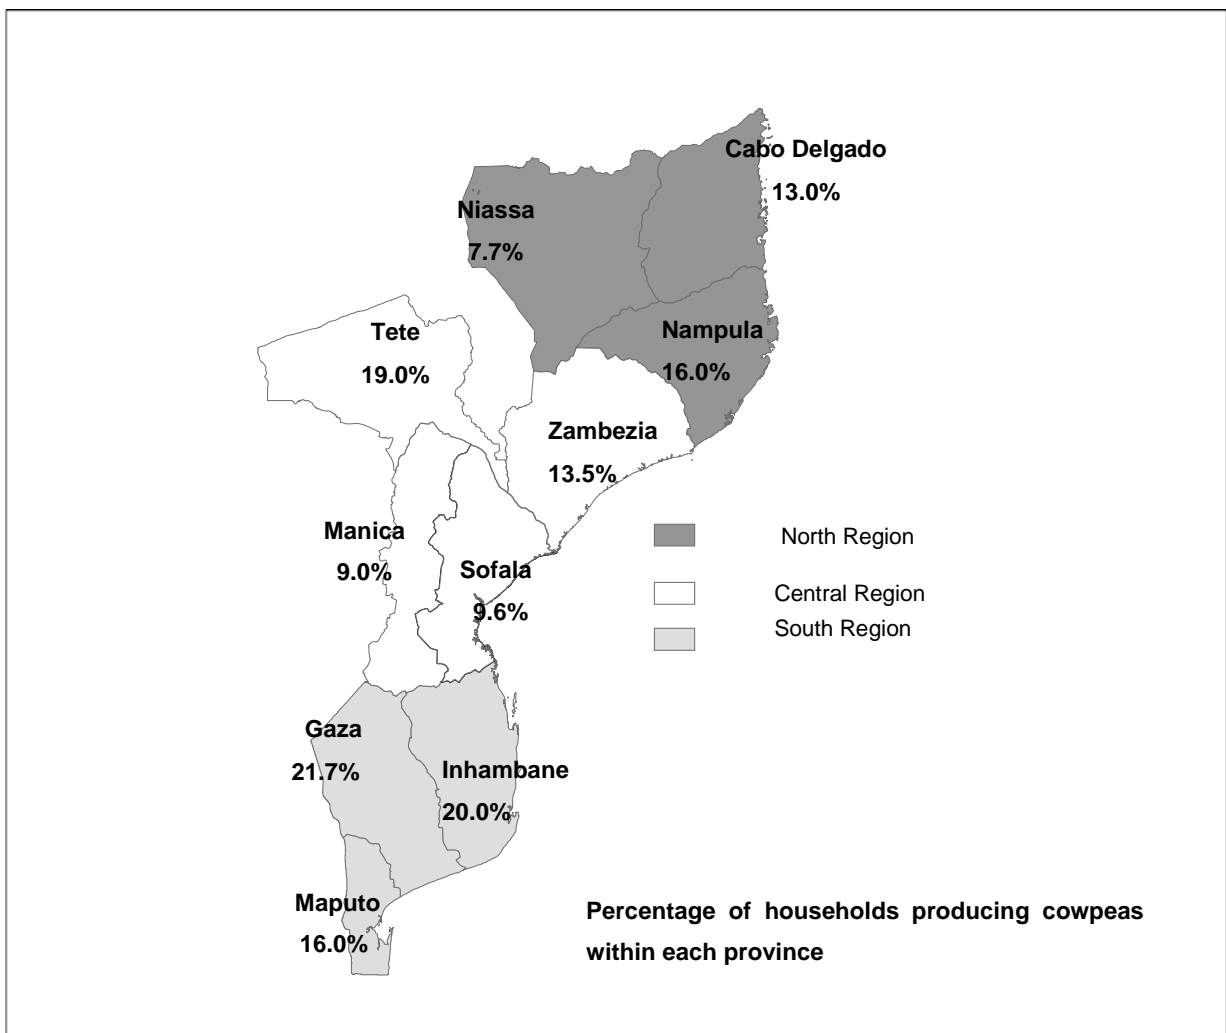 Cabo Delgado
13.0%
Niassa
7.7%
Tete
19.0%
Nampula
16.0%
Zambezia
13.5%
Manica
9.0%
Sofala
9.6%
North Region
Central Region
South Region
Gaza
21.7%
Inhambane
20.0%
Maputo
16.0%
Percentage of households producing cowpeas
within each province